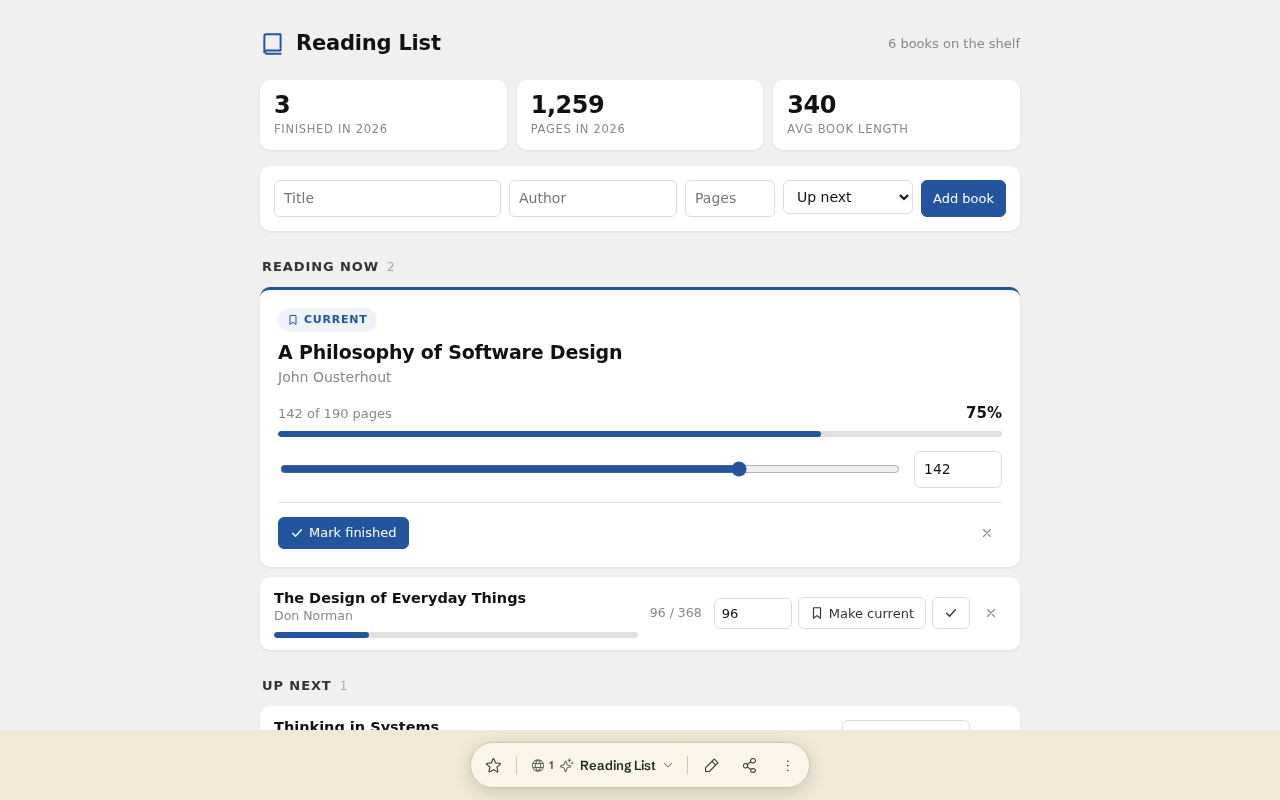 Reading List
6 books on the shelf
3
FINISHED IN 2026
1,259
PAGES IN 2026
340
AVG BOOK LENGTH
Title
Author
Pages
Up next
Add book
READING NOW 2
CURRENT
A Philosophy of Software Design
John Ousterhout
142 of 190 pages
75%
142
Mark finished
The Design of Everyday Things
Don Norman
96 / 368
96
Make current
UP NEXT 1
Thinking in Systems
1
Reading List